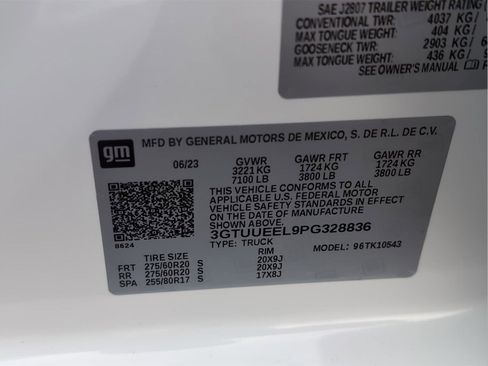 SAE J2807 TRAILER WEIGHT RATING
CONVENTIONAL TWR: 4037 KG/
MAX TONGUE WEIGHT: 404 KG/
GOOSENECK TWR: 2903 KG/ 6
MAX TONGUE WEIGHT: 436 KG/ 9
SEE OWNER'S MANUAL
gm
MFD BY GENERAL MOTORS DE MEXICO, S. DE R.L. DE C.V.
06/23 GVWR GAWR FRT GAWR RR
3221 KG 1724 KG 1724 KG
7100 LB 3800 LB 3800 LB
THIS VEHICLE CONFORMS TO ALL
APPLICABLE U.S. FEDERAL MOTOR
VEHICLE SAFETY STANDARDS IN
EFFECT ON THE DATE OF MANUFACTURE
SHOWN ABOVE.
3GTUUEEL9PG328836
8624 TYPE: TRUCK MODEL: 96TK10543
TIRE SIZE RIM
FRT 275/60R20 S 20X9J
RR 275/60R20 S 20X9J
SPA 255/80R17 S 17X8J